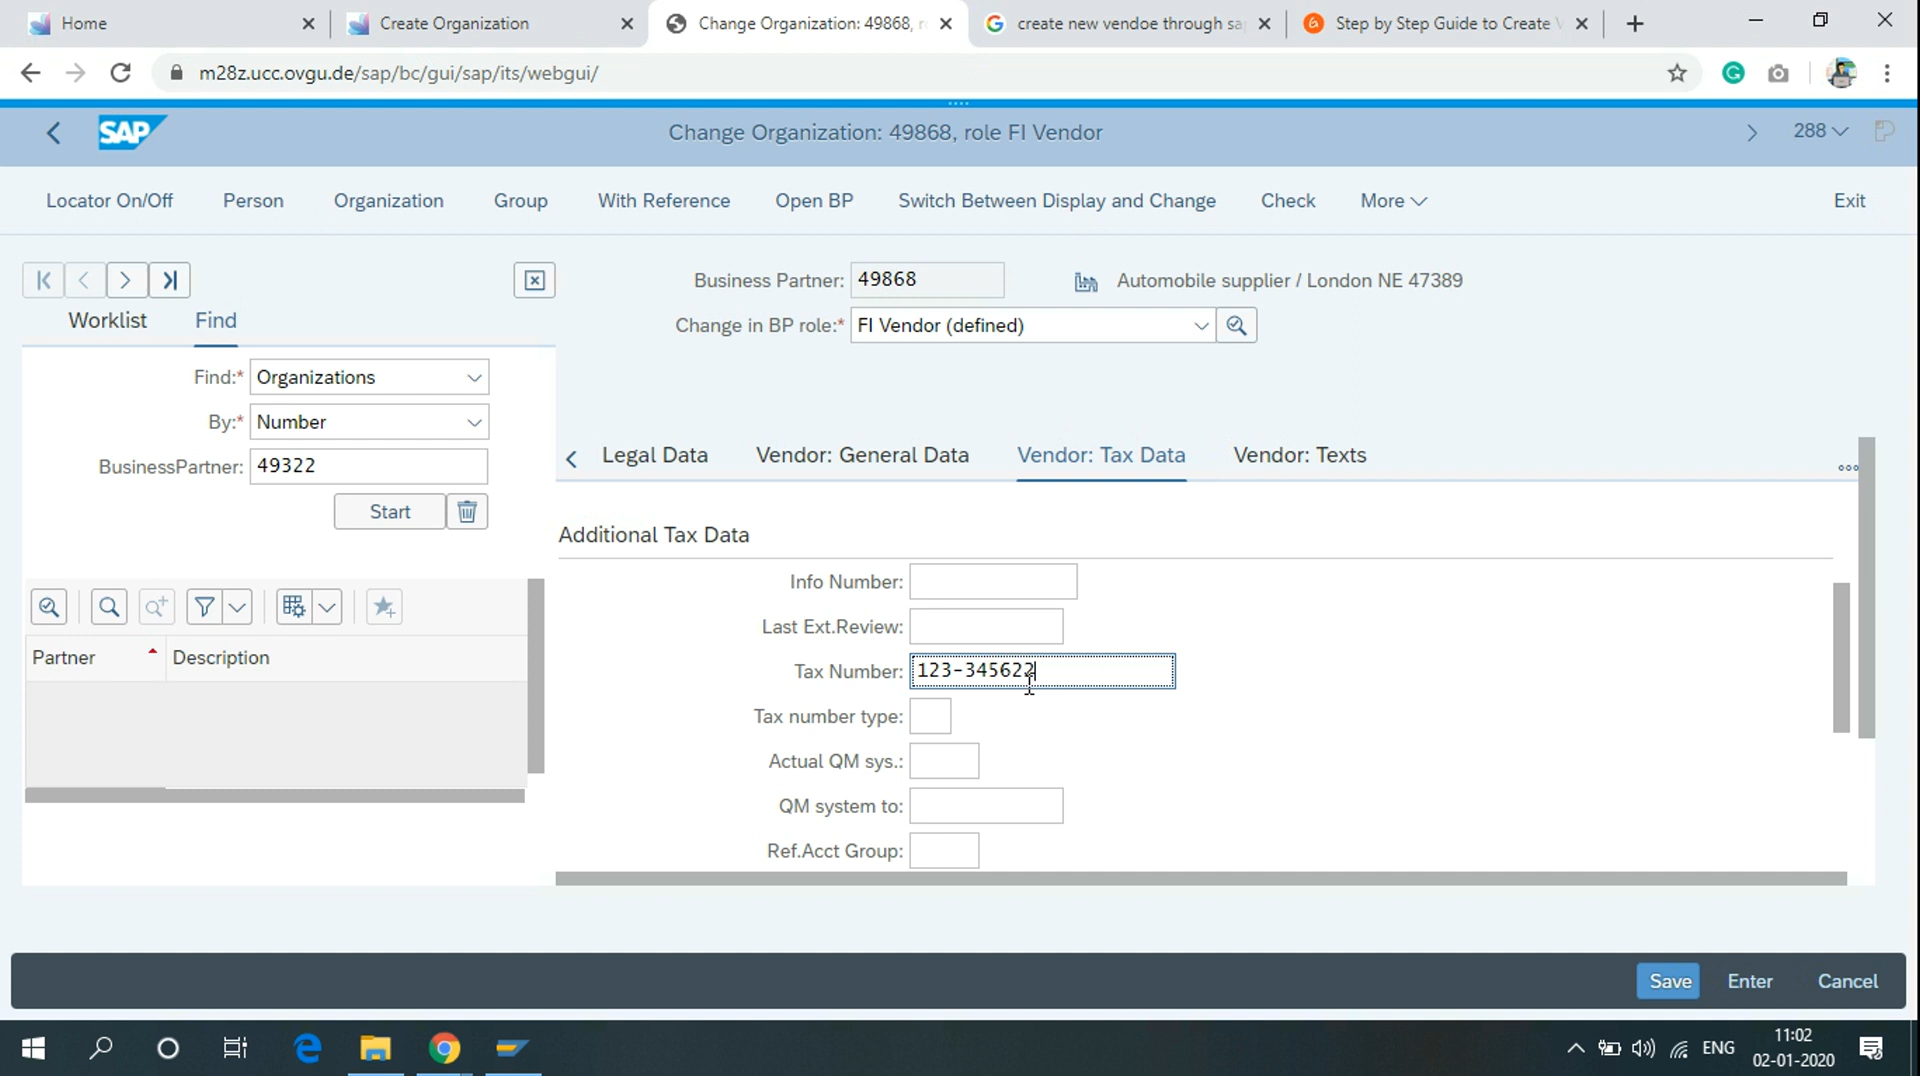 Home
Create Organization
Change Organization: 49868, r
create new vendoe through sa
Step by Step Guide to Create V
m28z.ucc.ovgu.de/sap/bc/gui/sap/its/webgui/
SAP
Change Organization: 49868, role FI Vendor
288
Locator On/Off
Person
Organization
Group
With Reference
Open BP
Switch Between Display and Change
Check
More
Exit
Business Partner: 49868
Automobile supplier / London NE 47389
Change in BP role:* FI Vendor (defined)
Worklist
Find
Find:* Organizations
By:* Number
BusinessPartner: 49322
Start
Partner
Description
Legal Data
Vendor: General Data
Vendor: Tax Data
Vendor: Texts
Additional Tax Data
Info Number:
Last Ext.Review:
Tax Number: 123-345622
Tax number type:
Actual QM sys.:
QM system to:
Ref.Acct Group:
Save
Enter
Cancel
ENG
11:02
02-01-2020